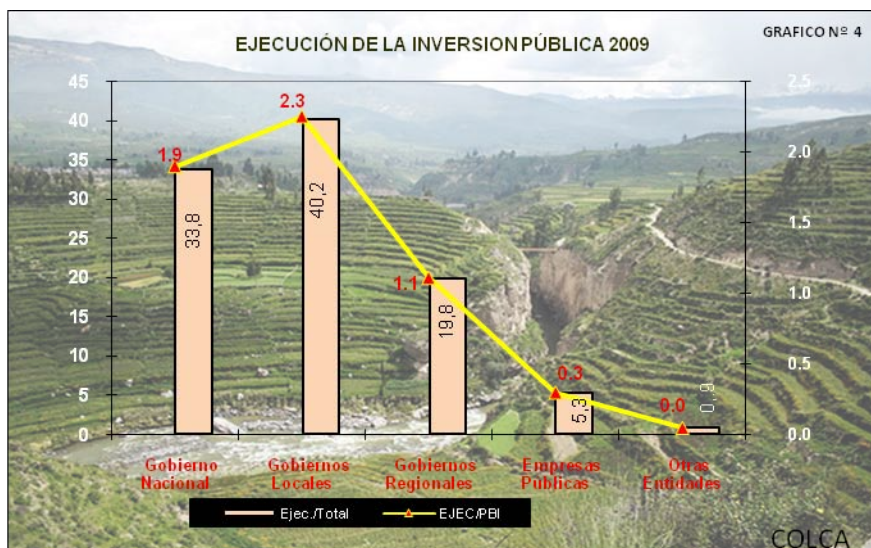 GRAFICO Nº 4
EJECUCIÓN DE LA INVERSION PÚBLICA 2009
45
40
35
30
25
20
15
10
5
0
2.5
2.0
1.5
1.0
0.5
0.0
1.9
2.3
1.1
0.3
0.0
33,8
40,2
19,8
5,3
0,9
Gobierno Nacional
Gobiernos Locales
Gobiernos Regionales
Empresas Públicas
Otras Entidades
Ejec./Total
EJEC/PBI
COLCA